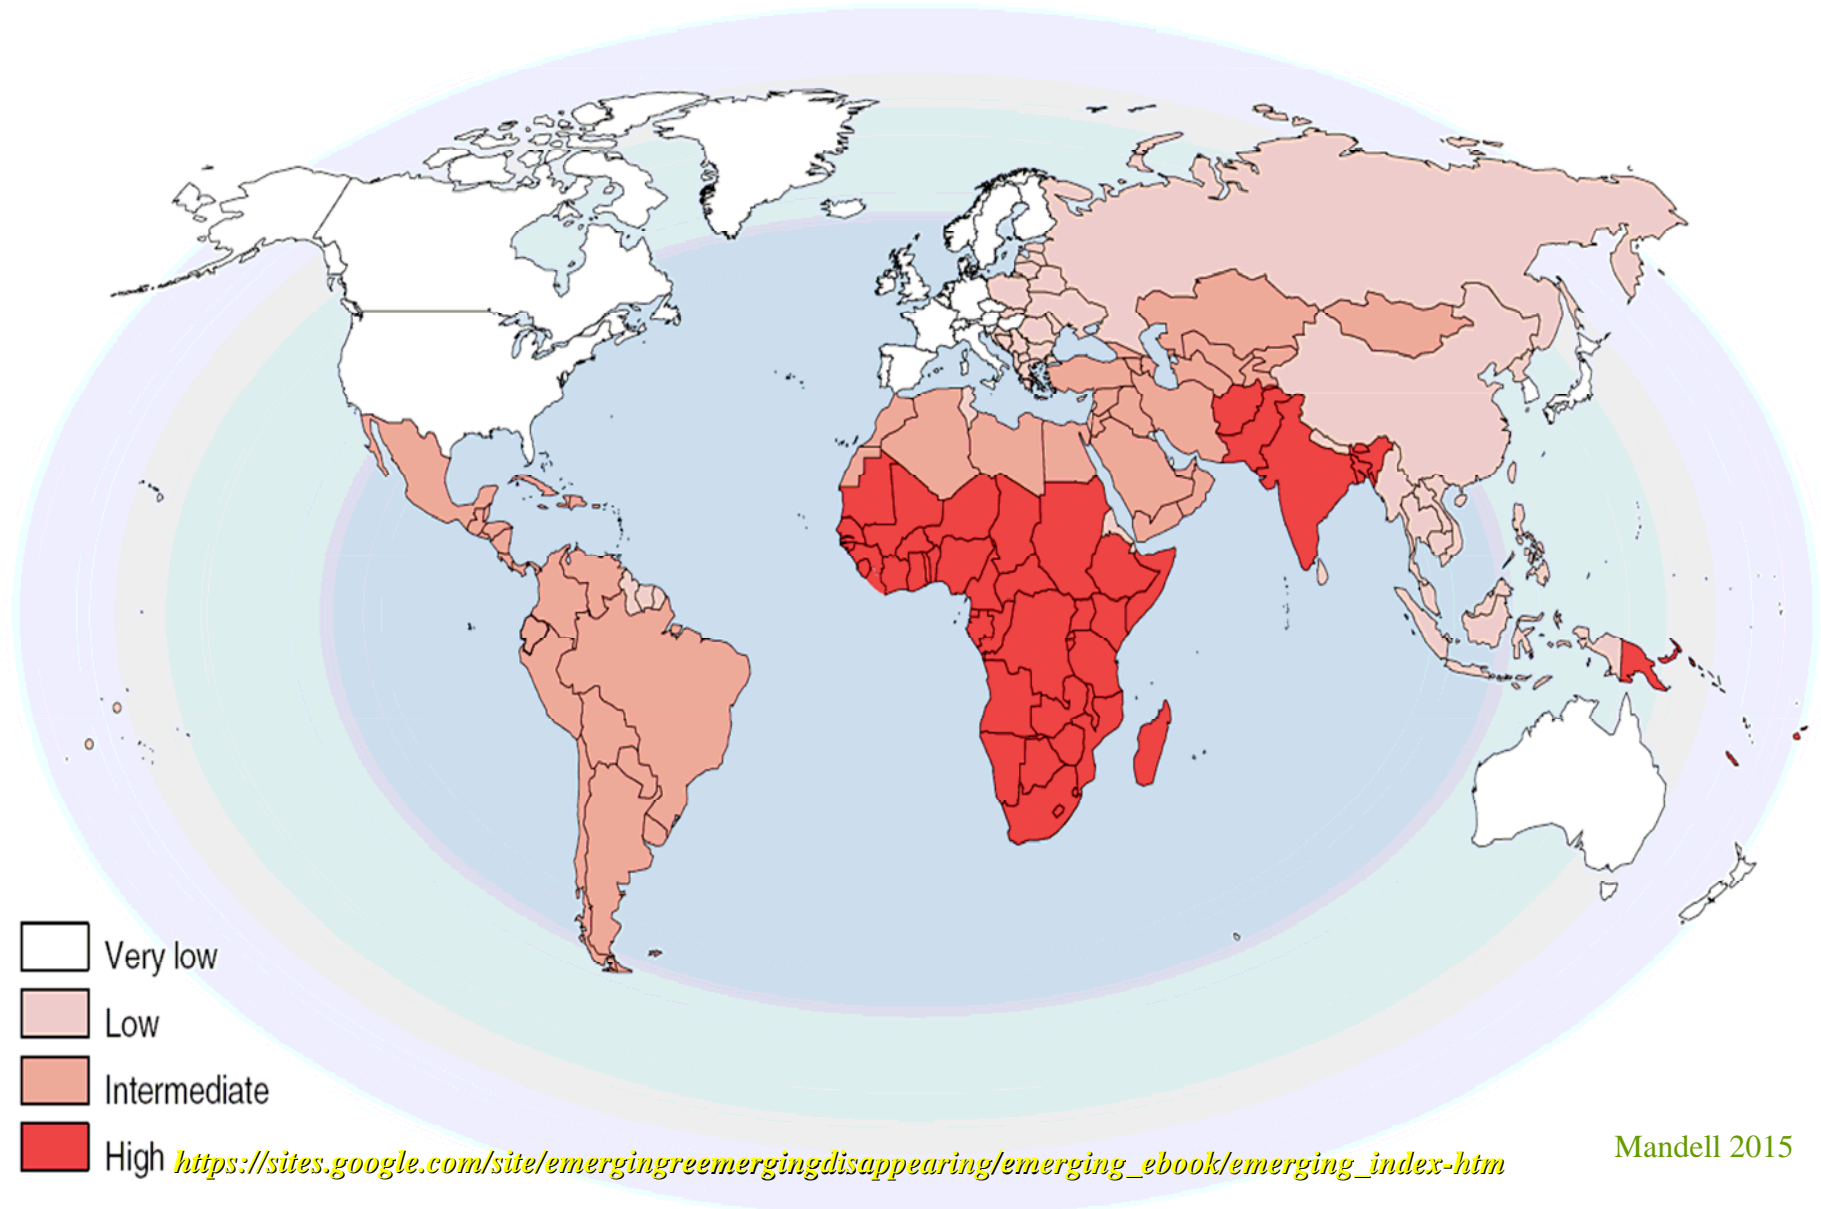 Very low
Low
Intermediate
High
https://sites.google.com/site/emergingreemergingdisappearing/emerging_ebook/emerging_index-htm
Mandell 2015